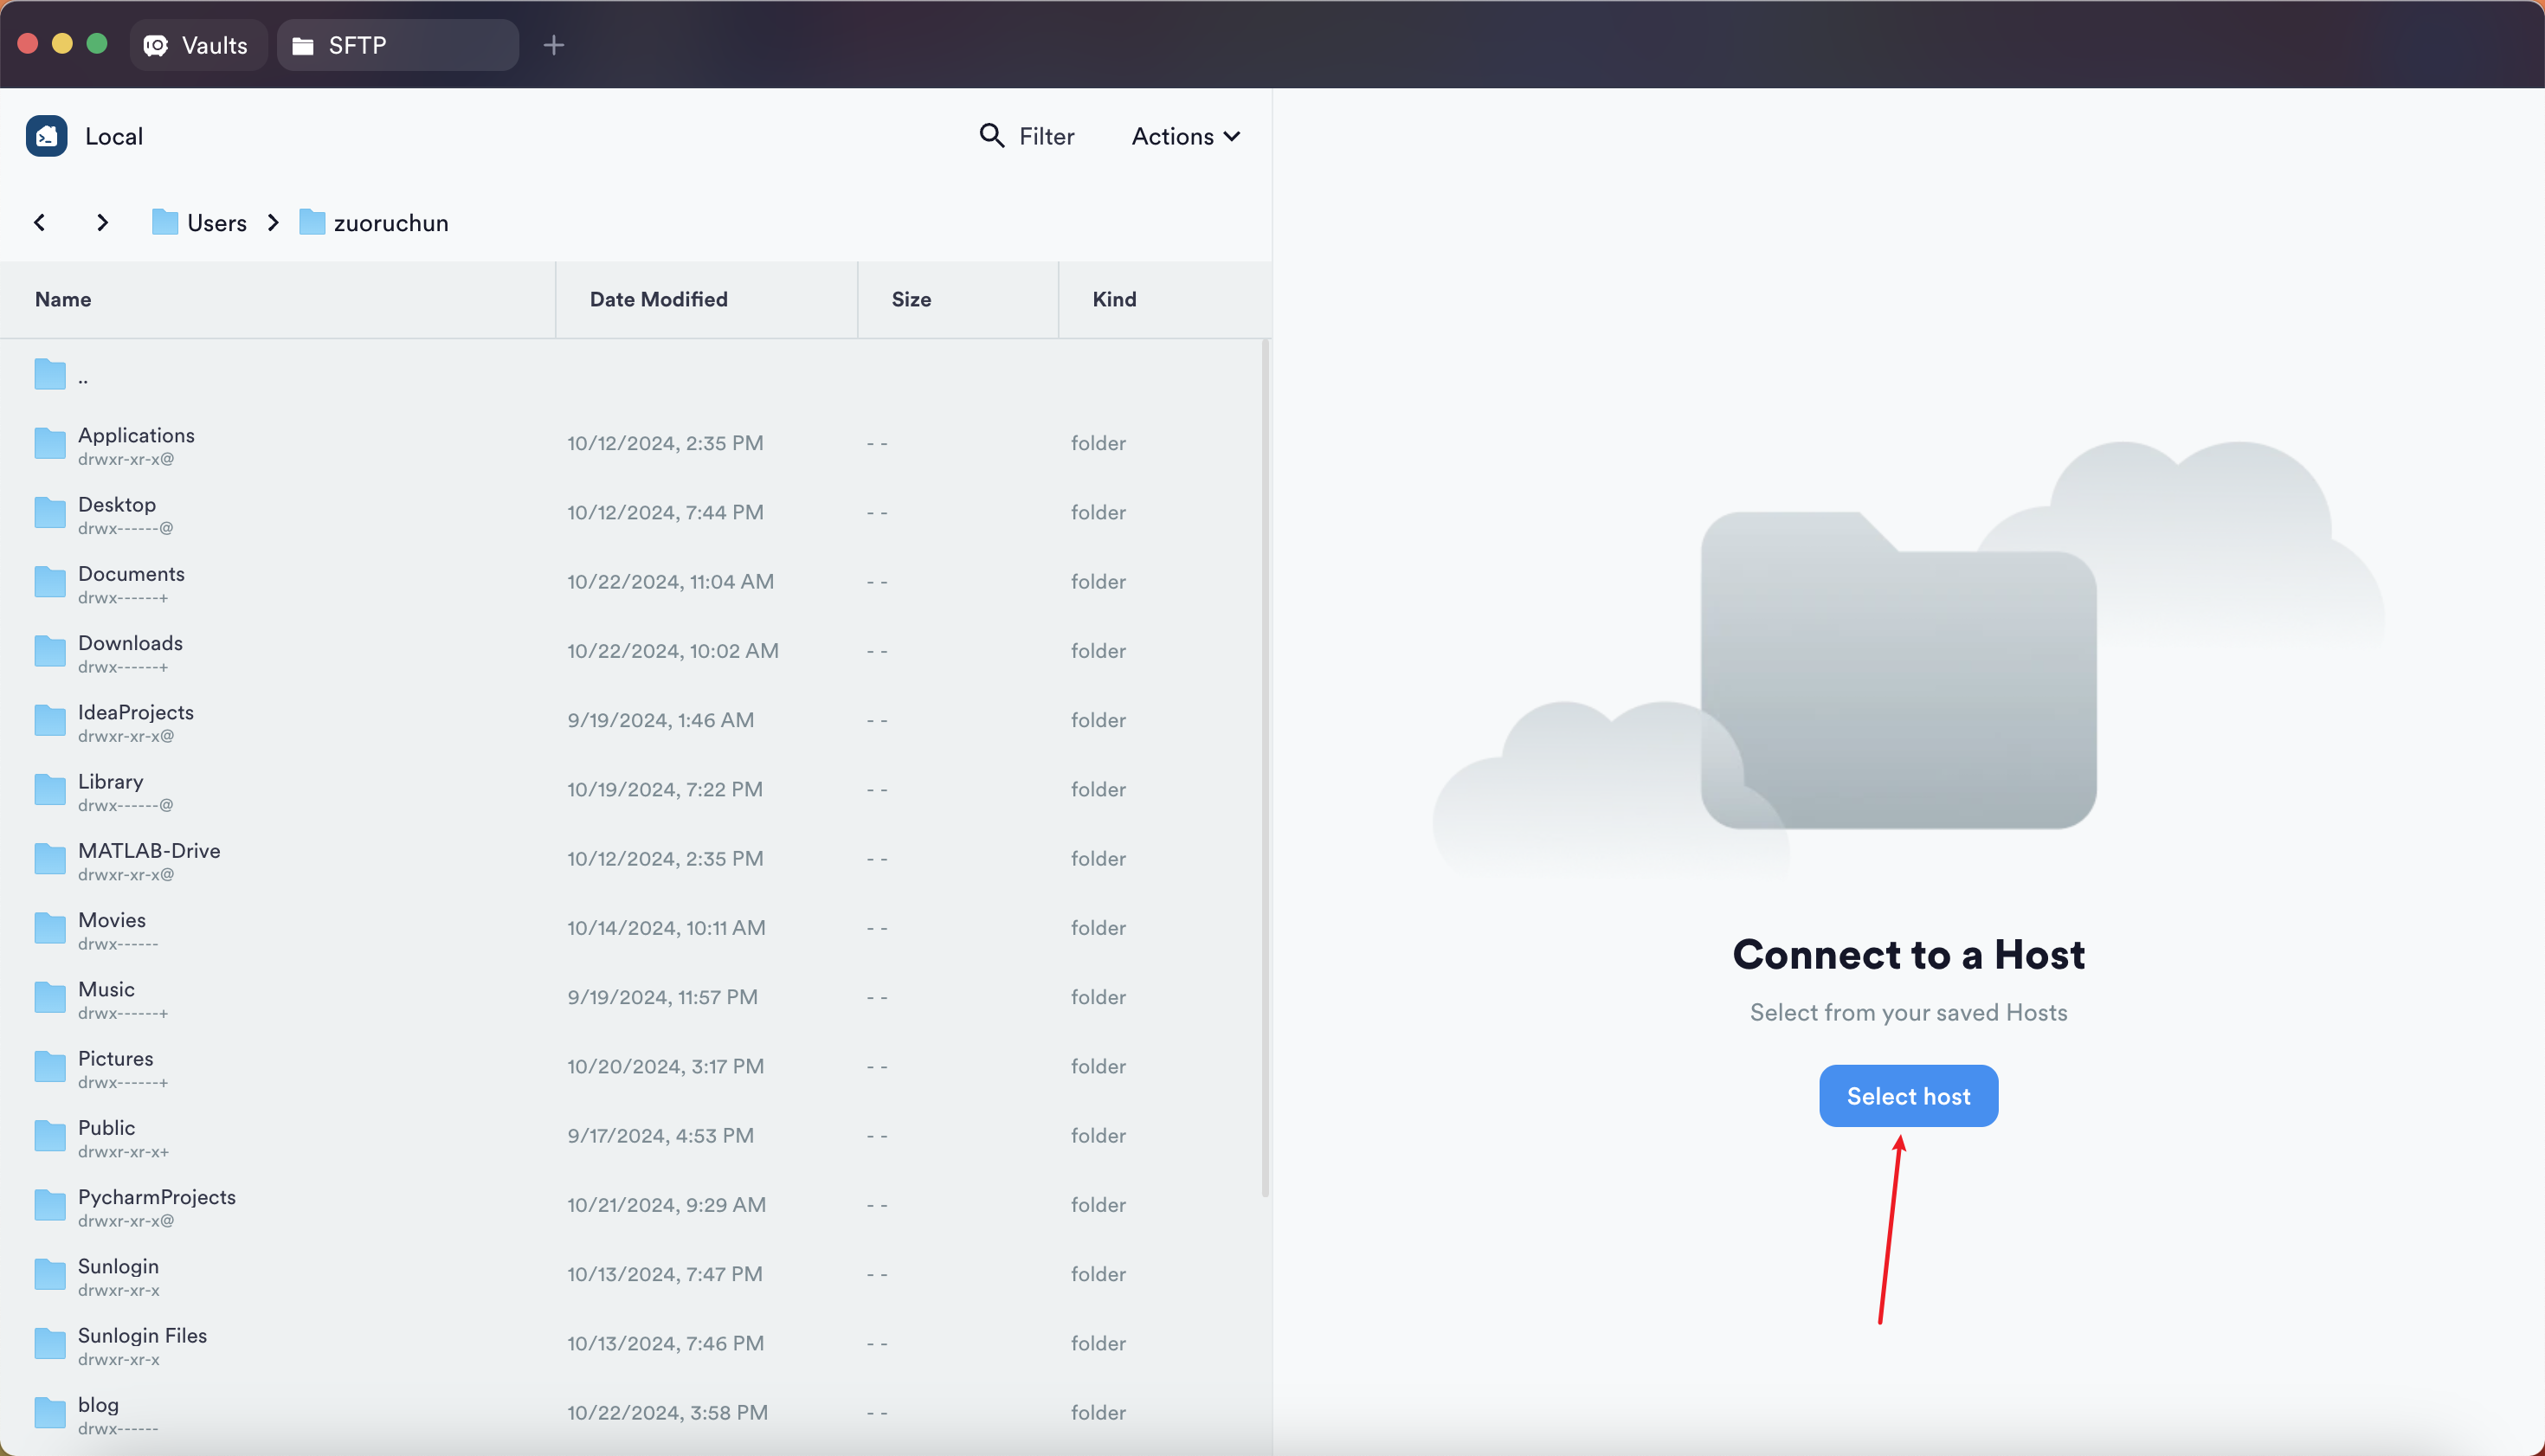 Vaults SFTP
Local Filter Actions
Users zuoruchun
Name Date Modified Size Kind
..
Applications
drwxr-xr-x@
10/12/2024, 2:35 PM - - folder
Desktop
drwx------@
10/12/2024, 7:44 PM - - folder
Documents
drwx------+
10/22/2024, 11:04 AM - - folder
Downloads
drwx------+
10/22/2024, 10:02 AM - - folder
IdeaProjects
drwxr-xr-x@
9/19/2024, 1:46 AM - - folder
Library
drwx------@
10/19/2024, 7:22 PM - - folder
MATLAB-Drive
drwxr-xr-x@
10/12/2024, 2:35 PM - - folder
Movies
drwx------
10/14/2024, 10:11 AM - - folder
Music
drwx------+
9/19/2024, 11:57 PM - - folder
Pictures
drwx------+
10/20/2024, 3:17 PM - - folder
Public
drwxr-xr-x+
9/17/2024, 4:53 PM - - folder
PycharmProjects
drwxr-xr-x@
10/21/2024, 9:29 AM - - folder
Sunlogin
drwxr-xr-x
10/13/2024, 7:47 PM - - folder
Sunlogin Files
drwxr-xr-x
10/13/2024, 7:46 PM - - folder
blog
drwx------
10/22/2024, 3:58 PM - - folder
Connect to a Host
Select from your saved Hosts
Select host